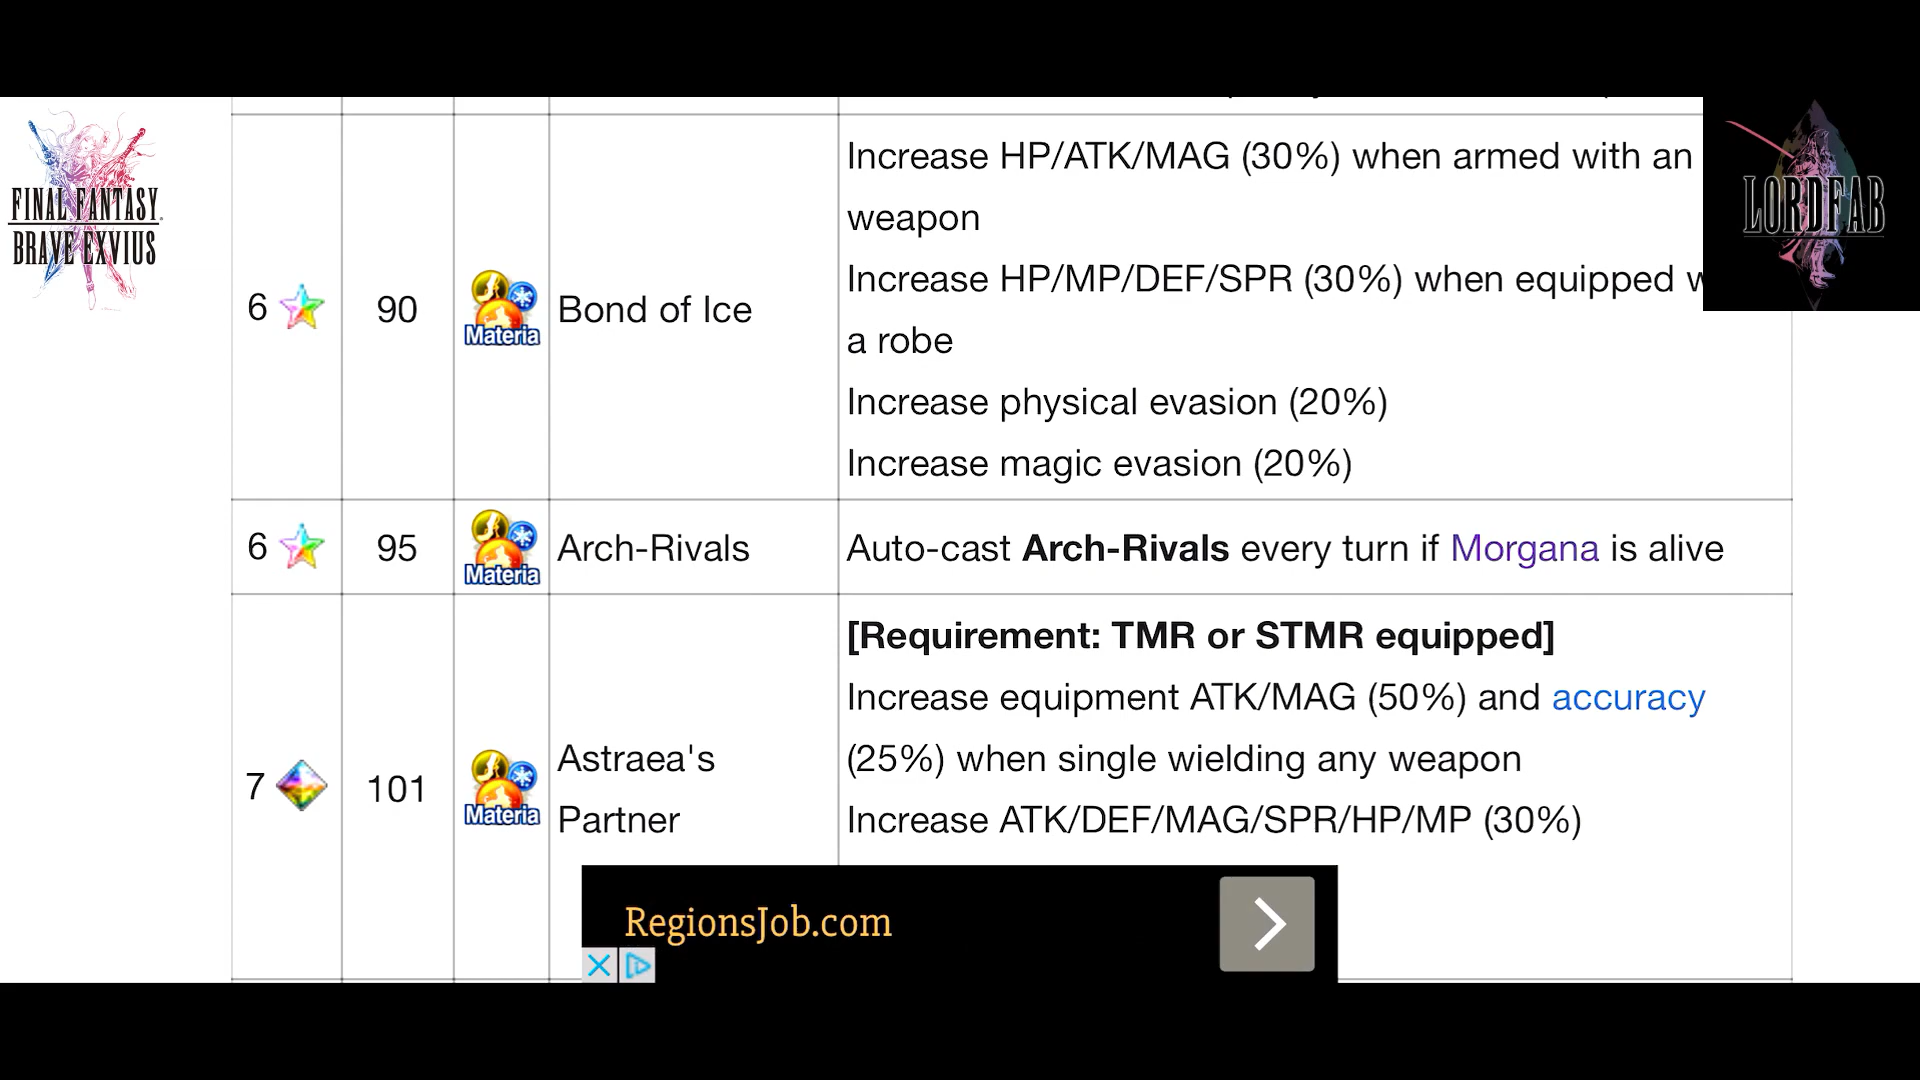 FINAL FANTASY
BRAVE EXVIUS
LORDFAB
6 90 Materia Bond of Ice
Increase HP/ATK/MAG (30%) when armed with an
weapon
Increase HP/MP/DEF/SPR (30%) when equipped
a robe
Increase physical evasion (20%)
Increase magic evasion (20%)
6 95 Materia Arch-Rivals
Auto-cast Arch-Rivals every turn if Morgana is alive
7 101 Materia Astraea's
Partner
[Requirement: TMR or STMR equipped]
Increase equipment ATK/MAG (50%) and accuracy
(25%) when single wielding any weapon
Increase ATK/DEF/MAG/SPR/HP/MP (30%)
RegionsJob.com